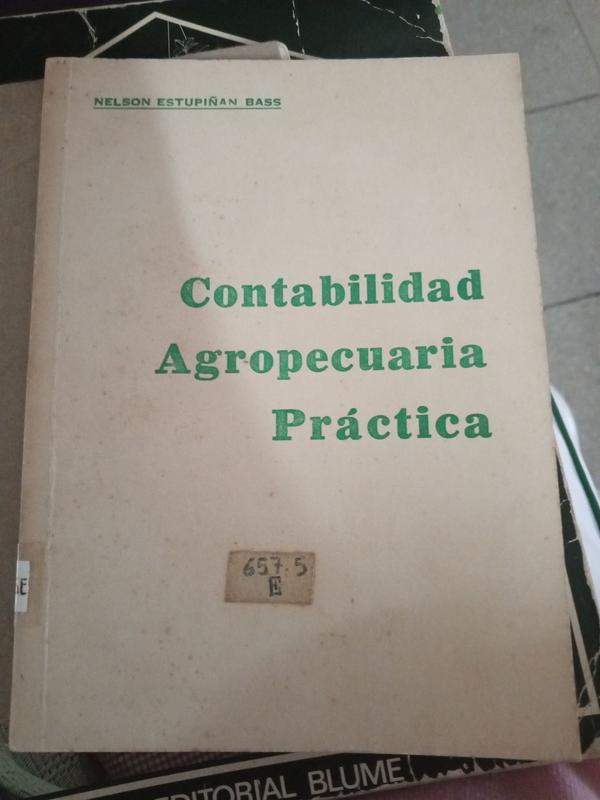 NELSON ESTUPIÑAN BASS
Contabilidad
Agropecuaria
Práctica
657.5
E
E
EDITORIAL BLUME